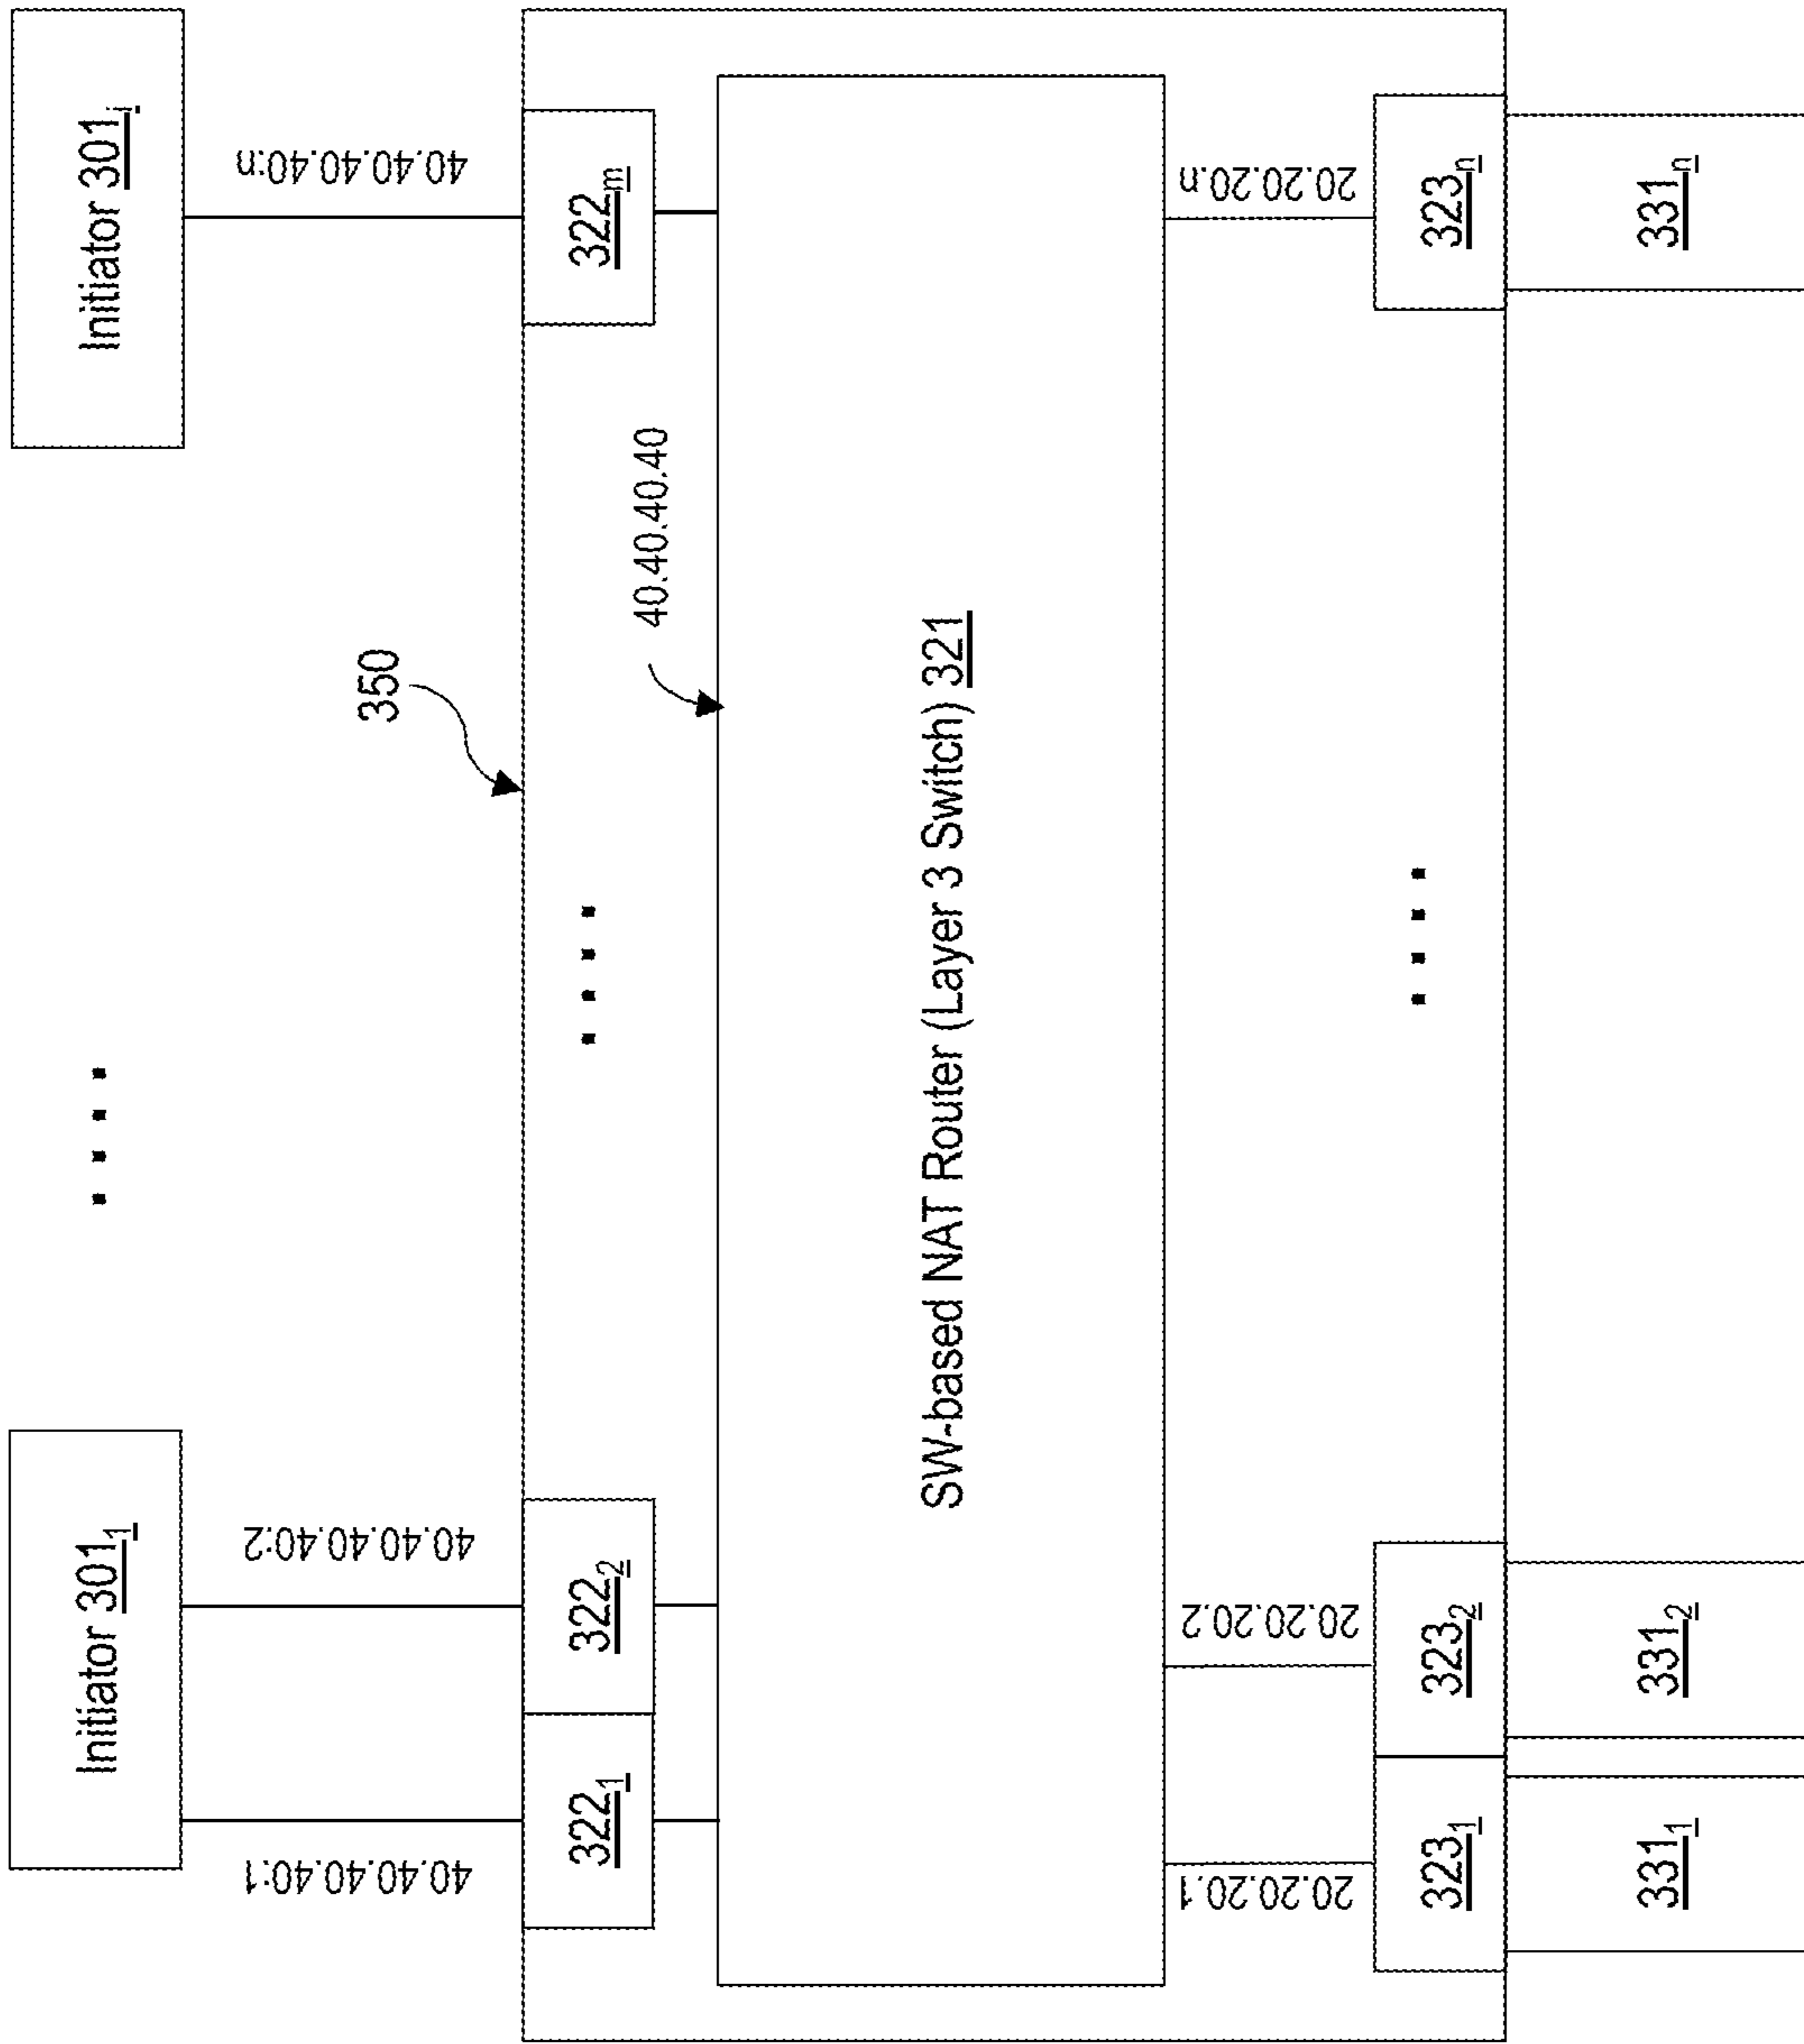 Initiator 301₁
Initiator 301ᵢ
40.40.40.40:1
40.40.40.40:2
40.40.40.40:n
350
322₁
322₂
322ₘ
40.40.40.40
SW-based NAT Router (Layer 3 Switch) 321
20.20.20.1
20.20.20.2
20.20.20.n
323₁
323₂
323ₙ
331₁
331₂
331ₙ